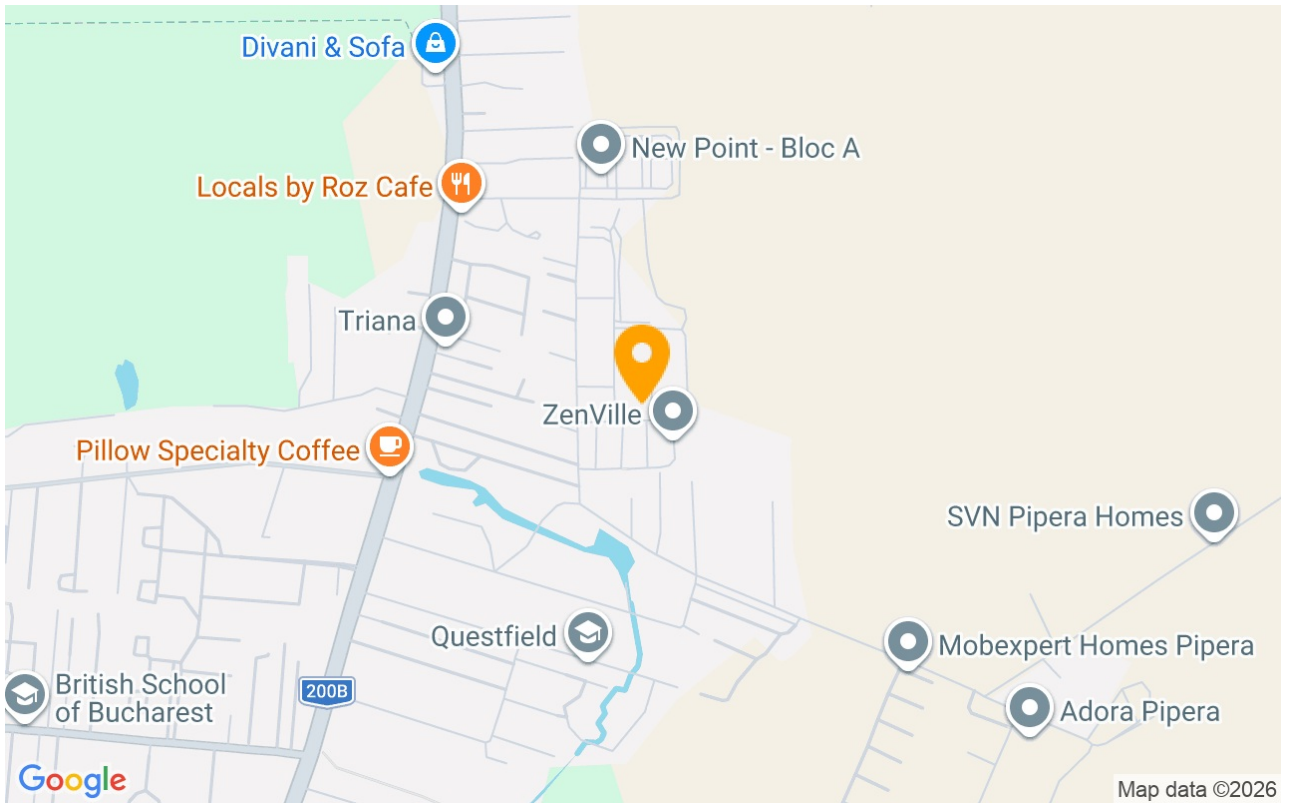 Divani & Sofa
New Point - Bloc A
Locals by Roz Cafe
Triana
ZenVille
Pillow Specialty Coffee
SVN Pipera Homes
Questfield
Mobexpert Homes Pipera
British School
of Bucharest
200B
Adora Pipera
Google
Map data ©2026